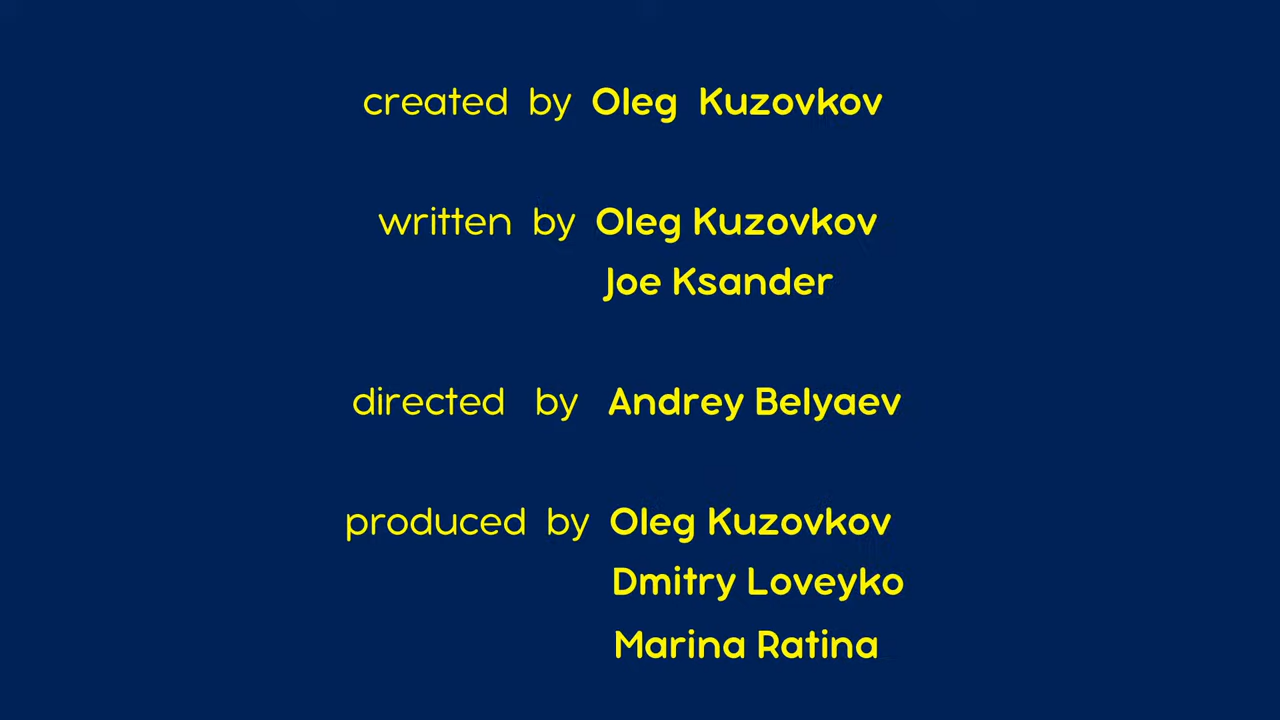 created by Oleg Kuzovkov
written by Oleg Kuzovkov
Joe Ksander
directed by Andrey Belyaev
produced by Oleg Kuzovkov
Dmitry Loveyko
Marina Ratina